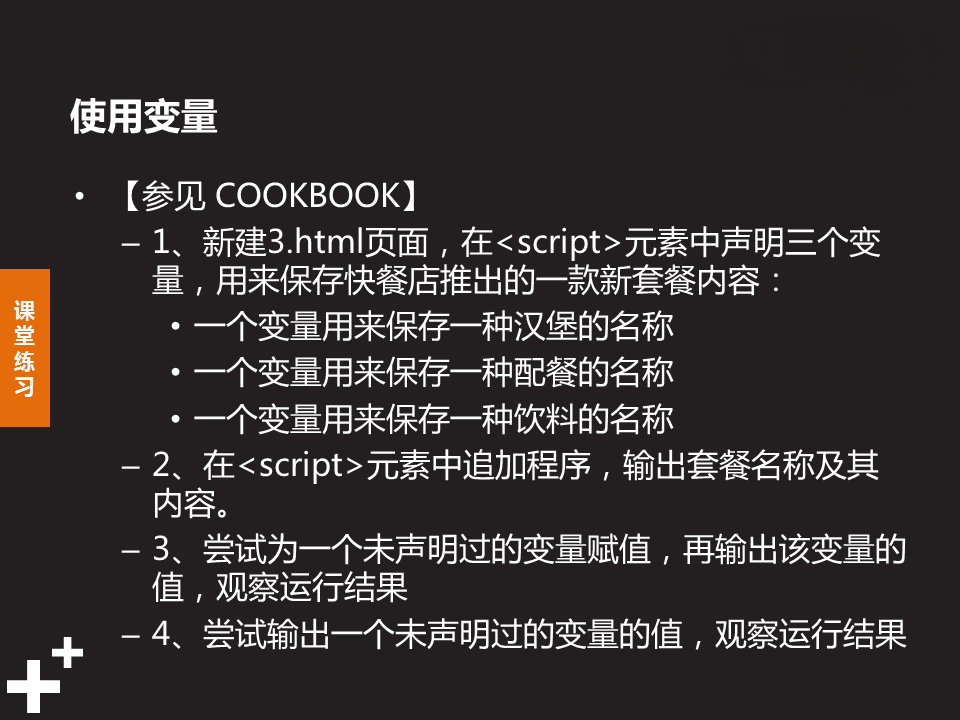 使用变量
• 【参见 COOKBOOK】
– 1、新建3.html页面，在<script>元素中声明三个变
量，用来保存快餐店推出的一款新套餐内容：
• 一个变量用来保存一种汉堡的名称
• 一个变量用来保存一种配餐的名称
• 一个变量用来保存一种饮料的名称
– 2、在<script>元素中追加程序，输出套餐名称及其
内容。
– 3、尝试为一个未声明过的变量赋值，再输出该变量的
值，观察运行结果
– 4、尝试输出一个未声明过的变量的值，观察运行结果
课
堂
练
习